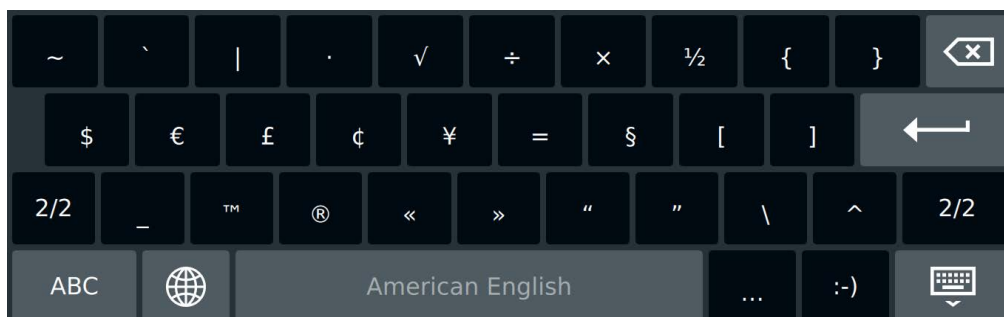 ~ ` | · √ ÷ × ½ { }
$ € £ ¢ ¥ = § [ ]
2/2 _ ™ ® « » “ ” \ ^ 2/2
ABC American English ... :-)